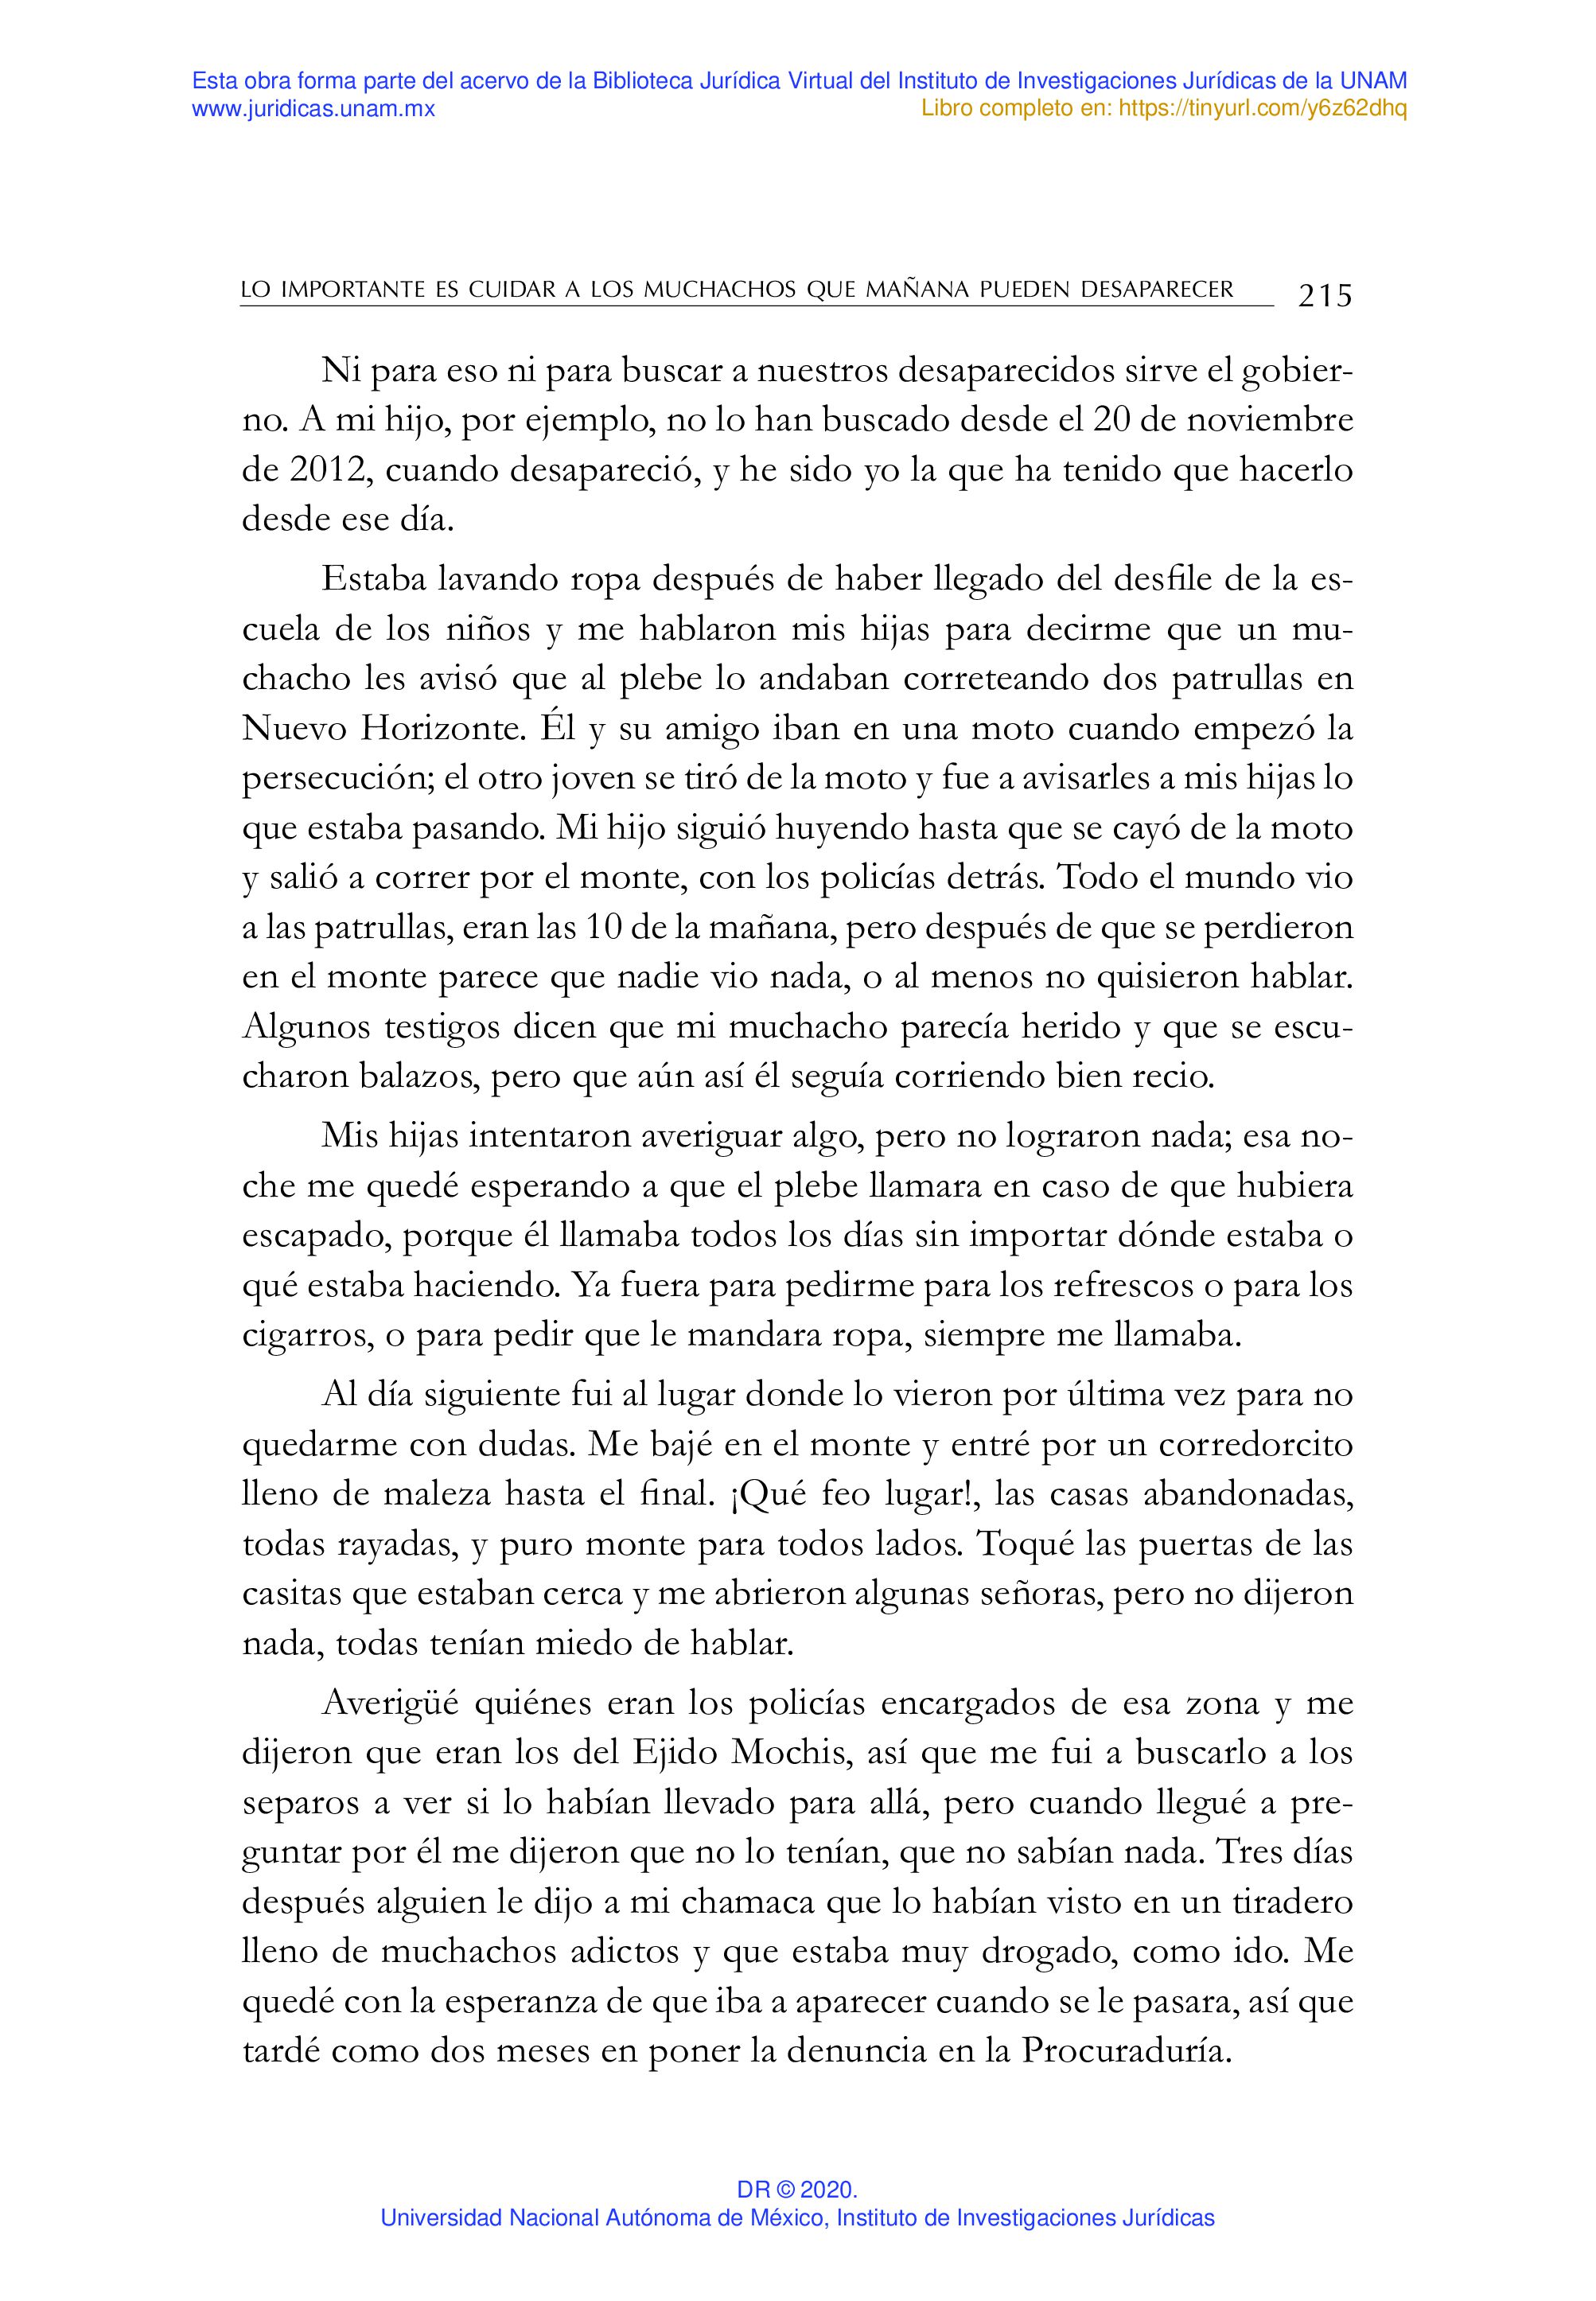 Esta obra forma parte del acervo de la Biblioteca Jurídica Virtual del Instituto de Investigaciones Jurídicas de la UNAM
www.juridicas.unam.mx Libro completo en: https://tinyurl.com/y6z62dhq
LO IMPORTANTE ES CUIDAR A LOS MUCHACHOS QUE MAÑANA PUEDEN DESAPARECER 215
Ni para eso ni para buscar a nuestros desaparecidos sirve el gobier-
no. A mi hijo, por ejemplo, no lo han buscado desde el 20 de noviembre
de 2012, cuando desapareció, y he sido yo la que ha tenido que hacerlo
desde ese día.
Estaba lavando ropa después de haber llegado del desfile de la es-
cuela de los niños y me hablaron mis hijas para decirme que un mu-
chacho les avisó que al plebe lo andaban correteando dos patrullas en
Nuevo Horizonte. Él y su amigo iban en una moto cuando empezó la
persecución; el otro joven se tiró de la moto y fue a avisarles a mis hijas lo
que estaba pasando. Mi hijo siguió huyendo hasta que se cayó de la moto
y salió a correr por el monte, con los policías detrás. Todo el mundo vio
a las patrullas, eran las 10 de la mañana, pero después de que se perdieron
en el monte parece que nadie vio nada, o al menos no quisieron hablar.
Algunos testigos dicen que mi muchacho parecía herido y que se escu-
charon balazos, pero que aún así él seguía corriendo bien recio.
Mis hijas intentaron averiguar algo, pero no lograron nada; esa no-
che me quedé esperando a que el plebe llamara en caso de que hubiera
escapado, porque él llamaba todos los días sin importar dónde estaba o
qué estaba haciendo. Ya fuera para pedirme para los refrescos o para los
cigarros, o para pedir que le mandara ropa, siempre me llamaba.
Al día siguiente fui al lugar donde lo vieron por última vez para no
quedarme con dudas. Me bajé en el monte y entré por un corredorcito
lleno de maleza hasta el final. ¡Qué feo lugar!, las casas abandonadas,
todas rayadas, y puro monte para todos lados. Toqué las puertas de las
casitas que estaban cerca y me abrieron algunas señoras, pero no dijeron
nada, todas tenían miedo de hablar.
Averigüé quiénes eran los policías encargados de esa zona y me
dijeron que eran los del Ejido Mochis, así que me fui a buscarlo a los
separos a ver si lo habían llevado para allá, pero cuando llegué a pre-
guntar por él me dijeron que no lo tenían, que no sabían nada. Tres días
después alguien le dijo a mi chamaca que lo habían visto en un tiradero
lleno de muchachos adictos y que estaba muy drogado, como ido. Me
quedé con la esperanza de que iba a aparecer cuando se le pasara, así que
tardé como dos meses en poner la denuncia en la Procuraduría.
DR © 2020.
Universidad Nacional Autónoma de México, Instituto de Investigaciones Jurídicas